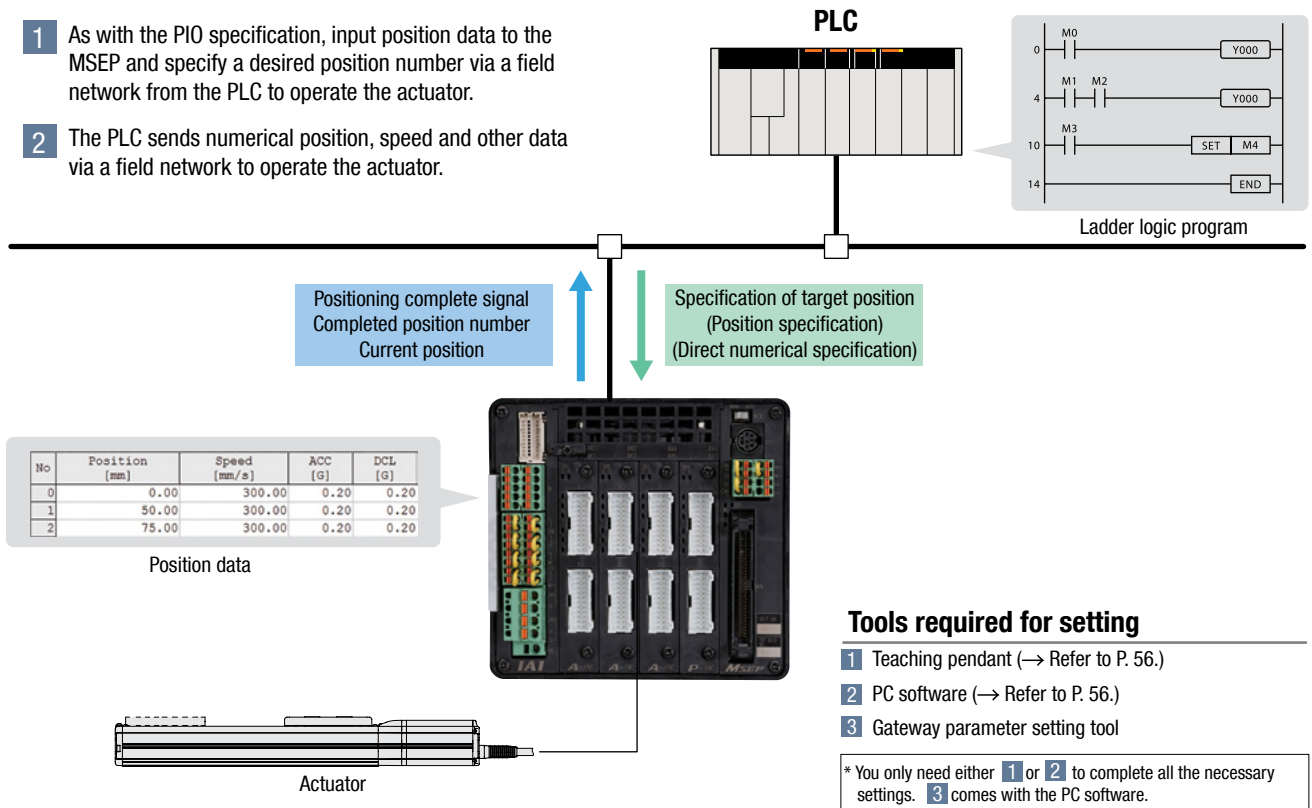 1 As with the PIO specification, input position data to the
MSEP and specify a desired position number via a field
network from the PLC to operate the actuator.
2 The PLC sends numerical position, speed and other data
via a field network to operate the actuator.
PLC
0 M0 Y000
4 M1 M2 Y000
10 M3 SET M4
14 END
Ladder logic program
Positioning complete signal
Completed position number
Current position
Specification of target position
(Position specification)
(Direct numerical specification)
No Position [mm] Speed [mm/s] ACC [G] DCL [G]
0 0.00 300.00 0.20 0.20
1 50.00 300.00 0.20 0.20
2 75.00 300.00 0.20 0.20
Position data
IAI A A A P MSEP
Actuator
Tools required for setting
1 Teaching pendant (→ Refer to P. 56.)
2 PC software (→ Refer to P. 56.)
3 Gateway parameter setting tool
* You only need either 1 or 2 to complete all the necessary
settings. 3 comes with the PC software.